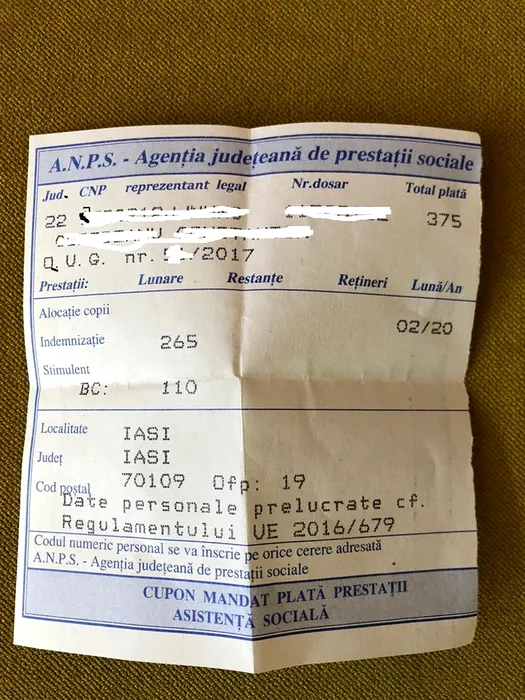 A.N.P.S. - Agenția județeană de prestații sociale
Jud. CNP reprezentant legal Nr.dosar Total plată
22 375
O.U.G. nr. /2017
Prestații: Lunare Restanțe Rețineri Lună/An
Alocație copii
02/20
Indemnizație 265
Stimulent
BC: 110
Localitate IASI
Județ IASI
Cod poștal 70109 Ofp: 19
Date personale prelucrate cf.
Regulamentului UE 2016/679
Codul numeric personal se va înscrie pe orice cerere adresată
A.N.P.S. - Agenția județeană de prestații sociale
CUPON MANDAT PLATĂ PRESTAȚII
ASISTENȚĂ SOCIALĂ